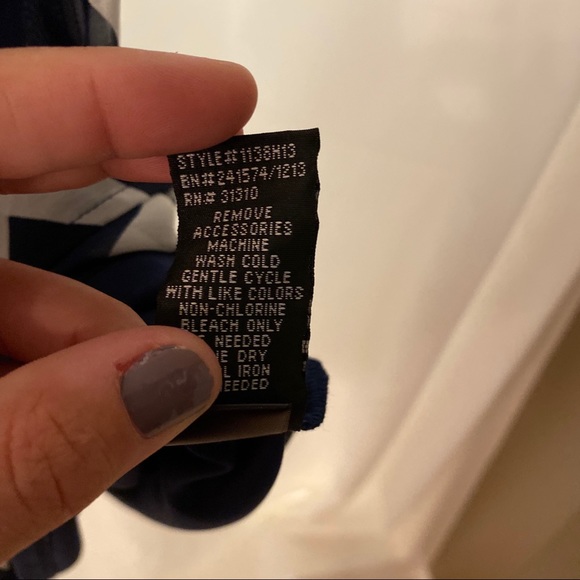 STYLE# 1138H13
BN# 241574/1213
RN# 31310
REMOVE
ACCESSORIES
MACHINE
WASH COLD
GENTLE CYCLE
WITH LIKE COLORS
NON-CHLORINE
BLEACH ONLY
NEEDED
DRY
IRON
NEEDED